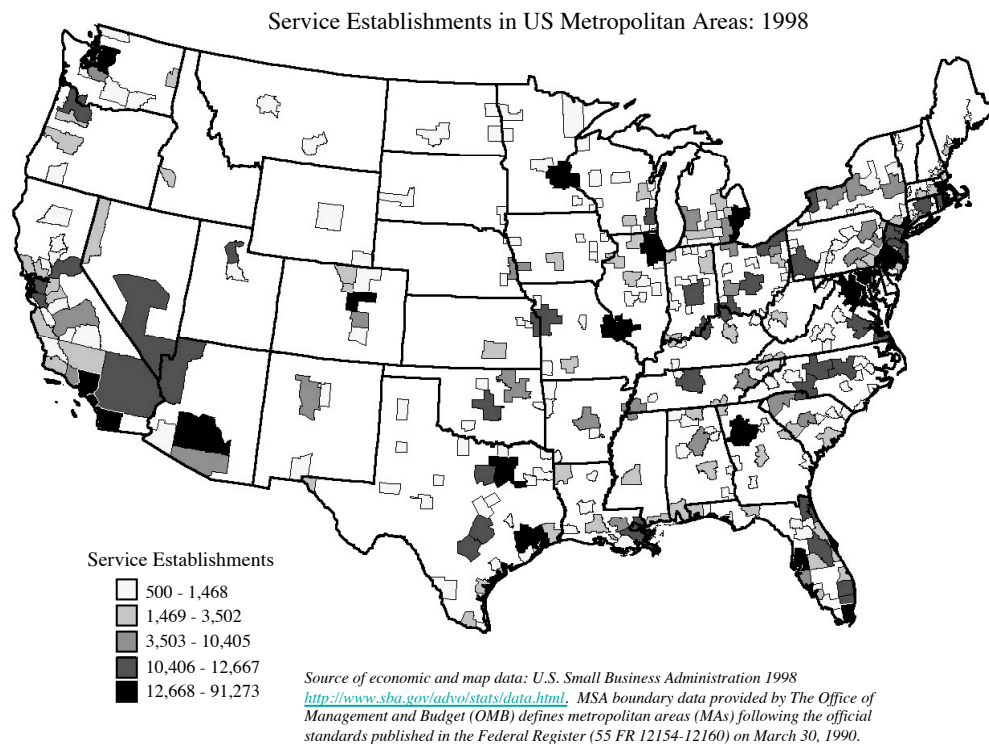 Service Establishments in US Metropolitan Areas: 1998
Service Establishments
500 - 1,468
1,469 - 3,502
3,503 - 10,405
10,406 - 12,667
12,668 - 91,273
Source of economic and map data: U.S. Small Business Administration 1998
http://www.sba.gov/advo/stats/data.html. MSA boundary data provided by The Office of
Management and Budget (OMB) defines metropolitan areas (MAs) following the official
standards published in the Federal Register (55 FR 12154-12160) on March 30, 1990.